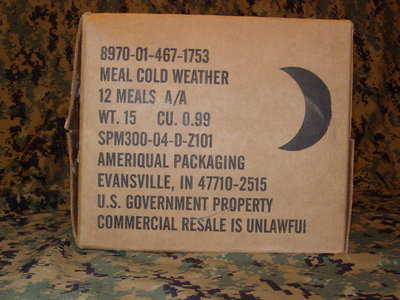 8970-01-467-1753
MEAL COLD WEATHER
12 MEALS A/A
WT. 15 CU. 0.99
SPM300-04-D-Z101
AMERIQUAL PACKAGING
EVANSVILLE, IN 47710-2515
U.S. GOVERNMENT PROPERTY
COMMERCIAL RESALE IS UNLAWFUL